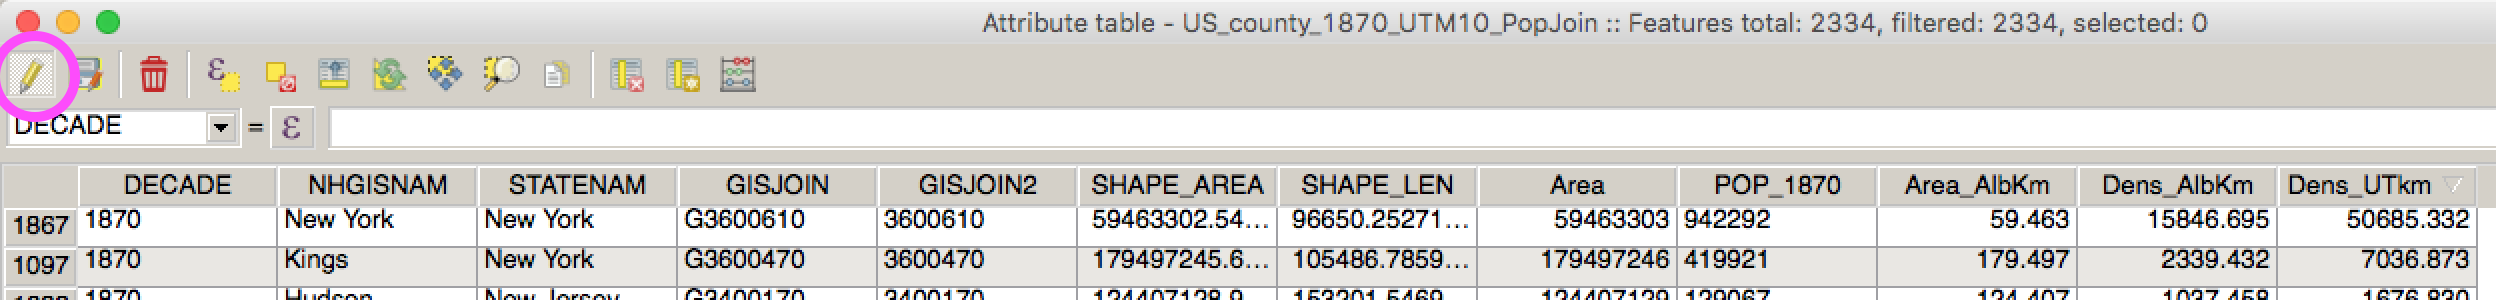 Attribute table - US_county_1870_UTM10_PopJoin :: Features total: 2334, filtered: 2334, selected: 0
DECADE = ε
DECADE NHGISNAM STATENAM GISJOIN GISJOIN2 SHAPE_AREA SHAPE_LEN Area POP_1870 Area_AlbKm Dens_AlbKm Dens_UTkm
1867 1870 New York New York G3600610 3600610 59463302.54... 96650.25271... 59463303 942292 59.463 15846.695 50685.332
1097 1870 Kings New York G3600470 3600470 179497245.6... 105486.7859... 179497246 419921 179.497 2339.432 7036.873
1870 Hudson New Jersey G3400170 3400170 124407128.9... 153201.5469... 124407129 129067 124.407 1037.458 1676.820